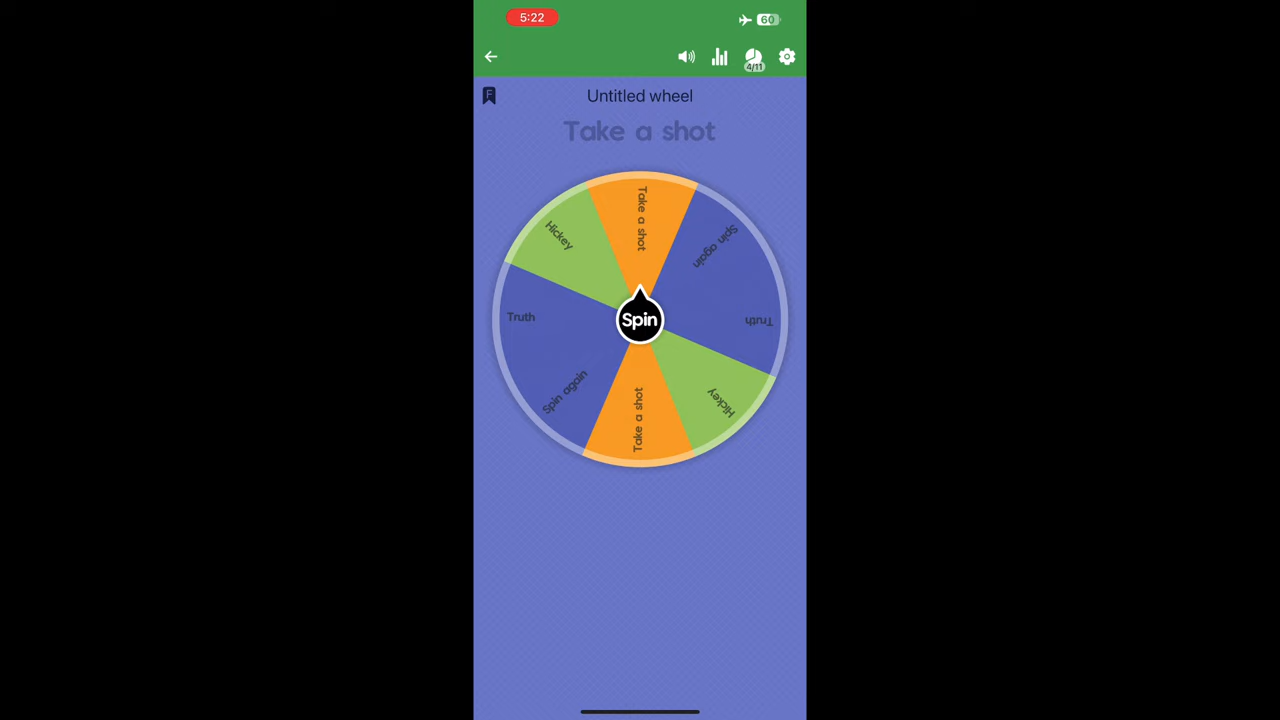 5:22
60
4/11
F
Untitled wheel
Take a shot
Take a shot
Spin again
Hickey
Truth
Truth
Spin
Spin again
Take a shot
Hickey